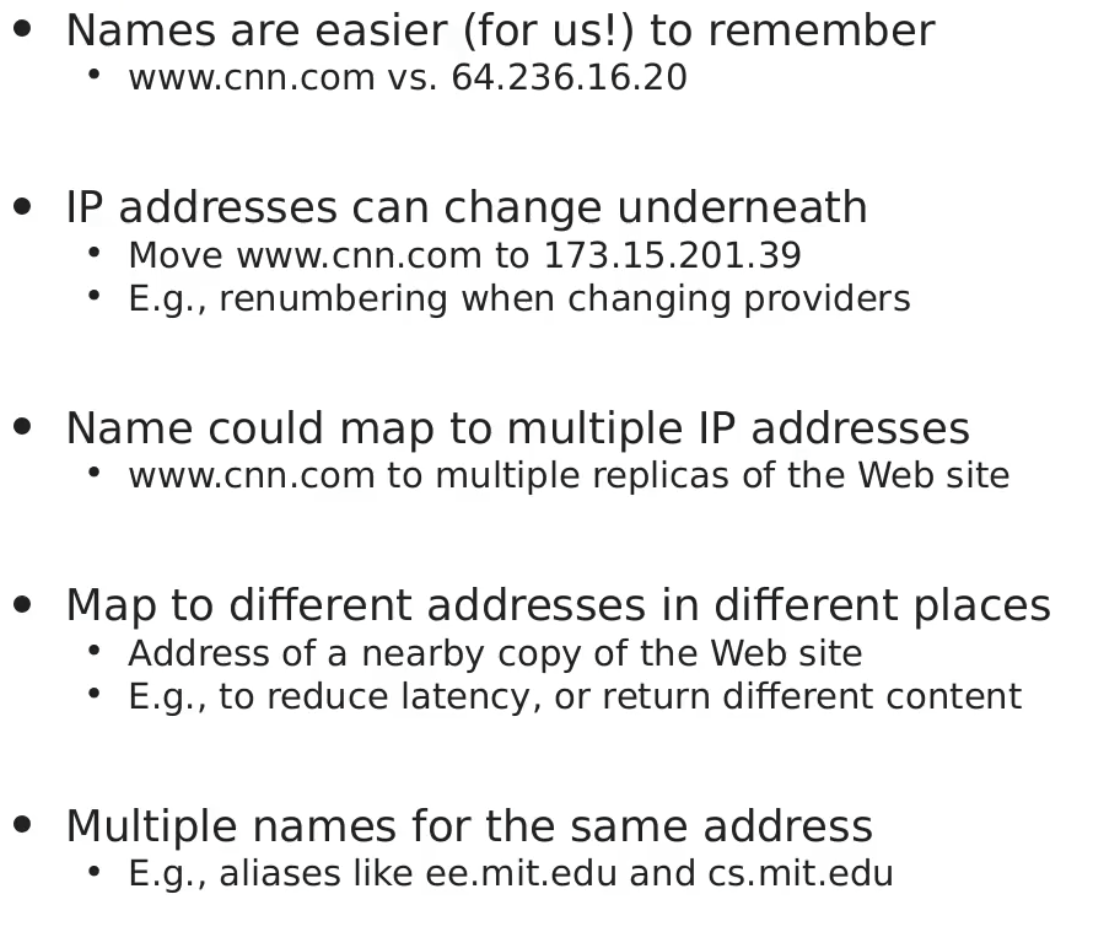 • Names are easier (for us!) to remember
• www.cnn.com vs. 64.236.16.20
• IP addresses can change underneath
• Move www.cnn.com to 173.15.201.39
• E.g., renumbering when changing providers
• Name could map to multiple IP addresses
• www.cnn.com to multiple replicas of the Web site
• Map to different addresses in different places
• Address of a nearby copy of the Web site
• E.g., to reduce latency, or return different content
• Multiple names for the same address
• E.g., aliases like ee.mit.edu and cs.mit.edu